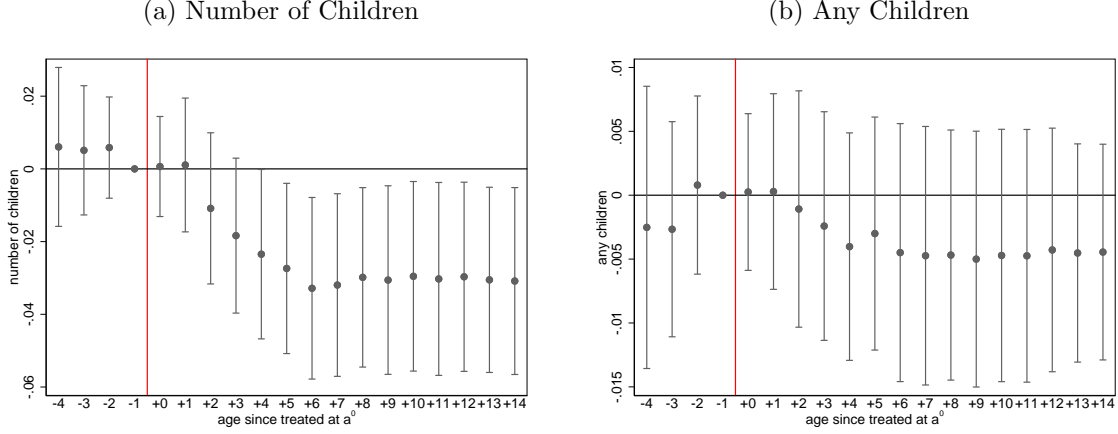 (a) Number of Children
number of children
.02
0
-.02
-.04
-.06
-4 -3 -2 -1 +0 +1 +2 +3 +4 +5 +6 +7 +8 +9 +10 +11 +12 +13 +14
age since treated at a⁰
(b) Any Children
any children
.01
.005
0
-.005
-.01
-.015
-4 -3 -2 -1 +0 +1 +2 +3 +4 +5 +6 +7 +8 +9 +10 +11 +12 +13 +14
age since treated at a⁰